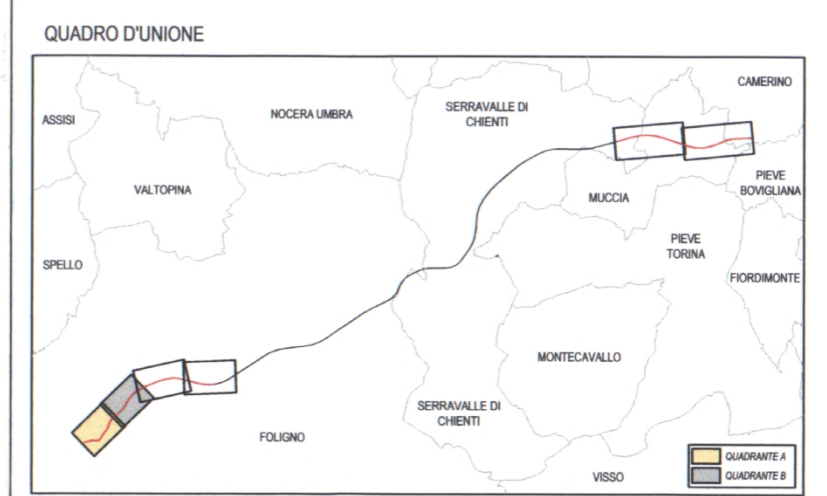 QUADRO D'UNIONE
CAMERINO
SERRAVALLE DI
CHIENTI
NOCERA UMBRA
ASSISI
VALTOPINA
PIEVE
BOVIGLIANA
MUCCIA
PIEVE
TORINA
SPELLO
FIORDIMONTE
MONTECAVALLO
SERRAVALLE DI
CHIENTI
FOLIGNO
VISSO
QUADRANTE A
QUADRANTE B